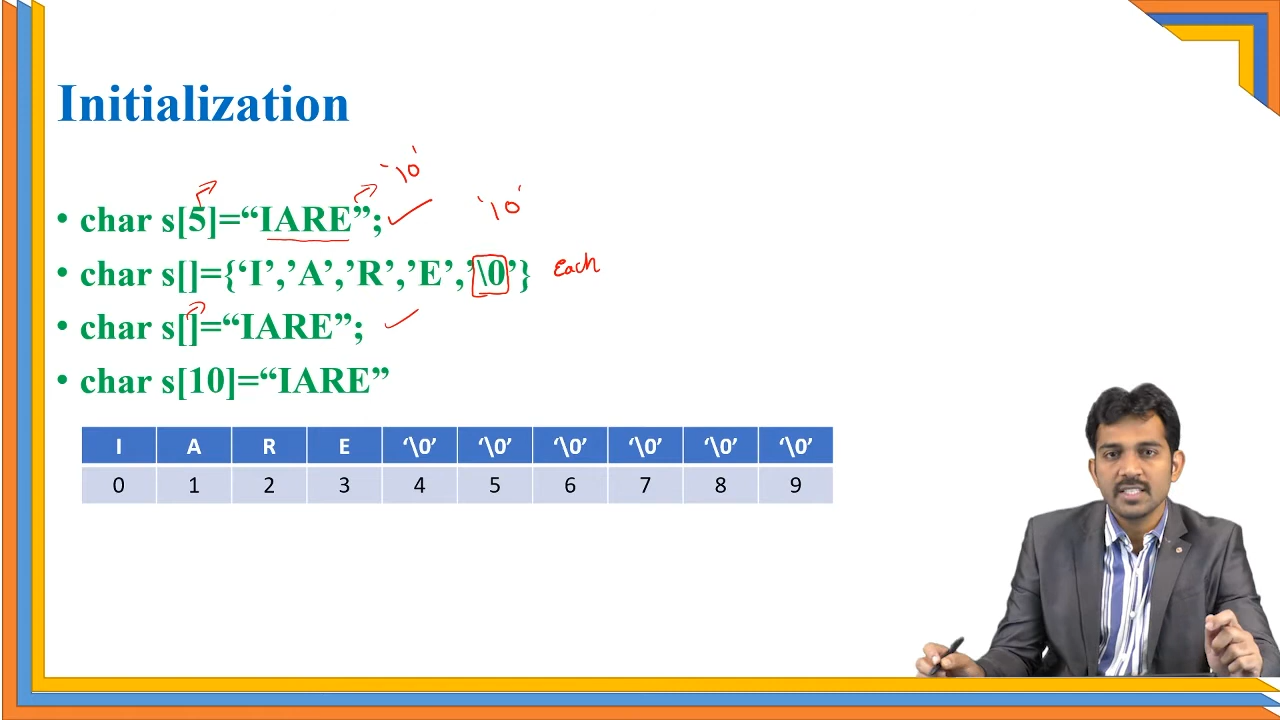 Initialization
'\0'
'\0'
• char s[5]=“IARE”;
• char s[]={‘I’,’A’,’R’,’E’,’\0’} Each
• char s[]=“IARE”;
• char s[10]=“IARE”
I A R E ‘\0’ ‘\0’ ‘\0’ ‘\0’ ‘\0’ ‘\0’
0 1 2 3 4 5 6 7 8 9